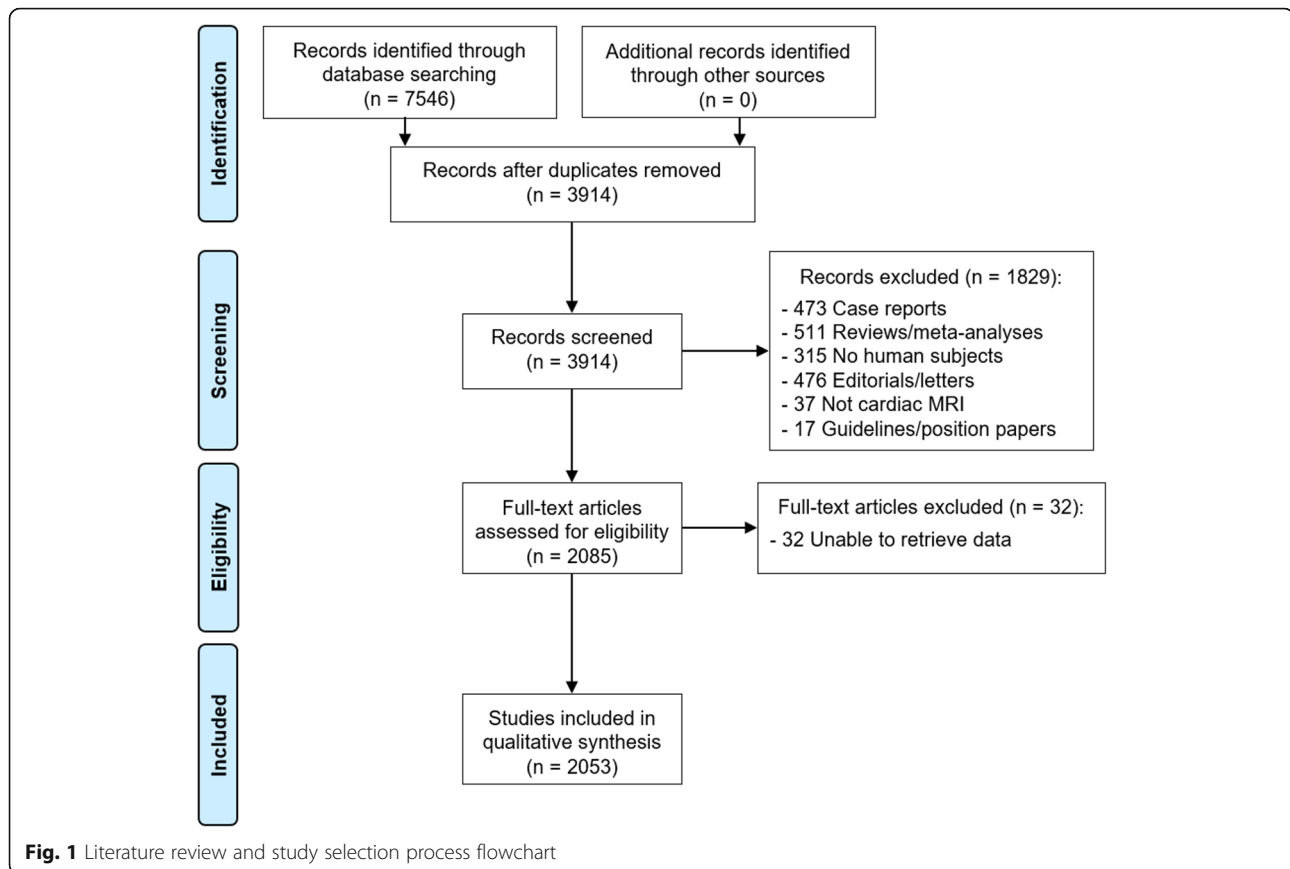 Identification
Records identified through
database searching
(n = 7546)
Additional records identified
through other sources
(n = 0)
Records after duplicates removed
(n = 3914)
Screening
Records screened
(n = 3914)
Records excluded (n = 1829):
- 473 Case reports
- 511 Reviews/meta-analyses
- 315 No human subjects
- 476 Editorials/letters
- 37 Not cardiac MRI
- 17 Guidelines/position papers
Eligibility
Full-text articles
assessed for eligibility
(n = 2085)
Full-text articles excluded (n = 32):
- 32 Unable to retrieve data
Included
Studies included in
qualitative synthesis
(n = 2053)
Fig. 1 Literature review and study selection process flowchart